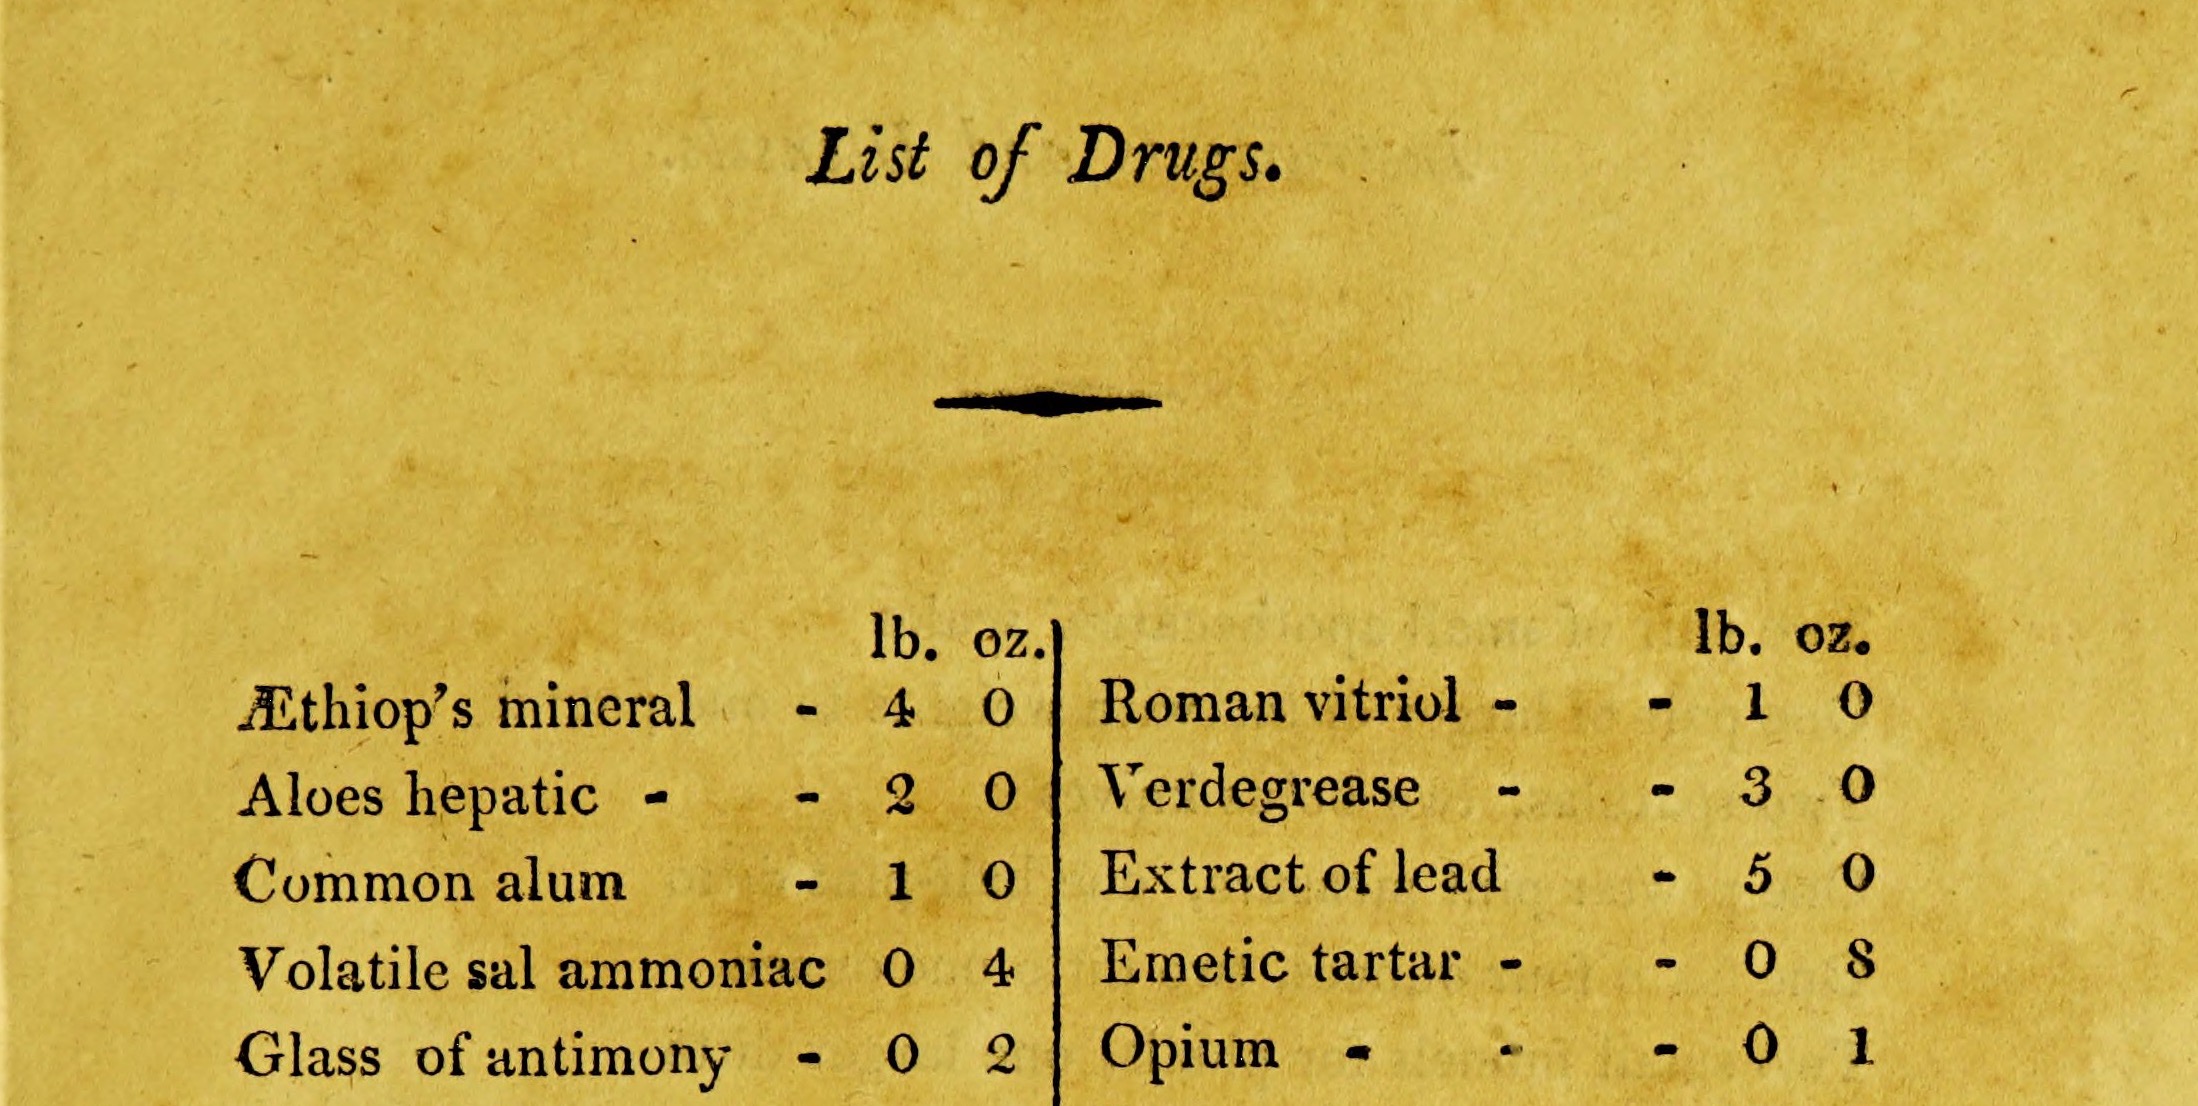 List of Drugs.
lb. oz.
Æthiop's mineral - 4 0
Aloes hepatic - - 2 0
Common alum - 1 0
Volatile sal ammoniac 0 4
Glass of antimony - 0 2
lb. oz.
Roman vitriol - - 1 0
Verdegrease - - 3 0
Extract of lead - 5 0
Emetic tartar - - 0 8
Opium - - - 0 1